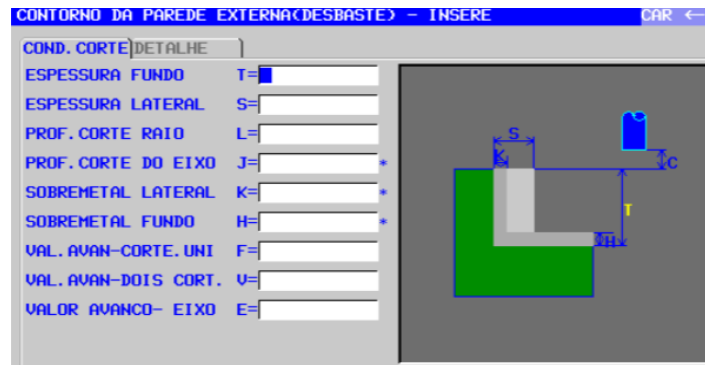 CONTORNO DA PAREDE EXTERNA(DESBASTE) - INSERE CAR ←
COND.CORTE DETALHE
ESPESSURA FUNDO T=
ESPESSURA LATERAL S=
PROF.CORTE RAIO L=
PROF.CORTE DO EIXO J= *
SOBREMETAL LATERAL K= *
SOBREMETAL FUNDO H= *
VAL.AVAN-CORTE.UNI F=
VAL.AVAN-DOIS CORT. V=
VALOR AVANCO- EIXO E=
S
K
C
T
H